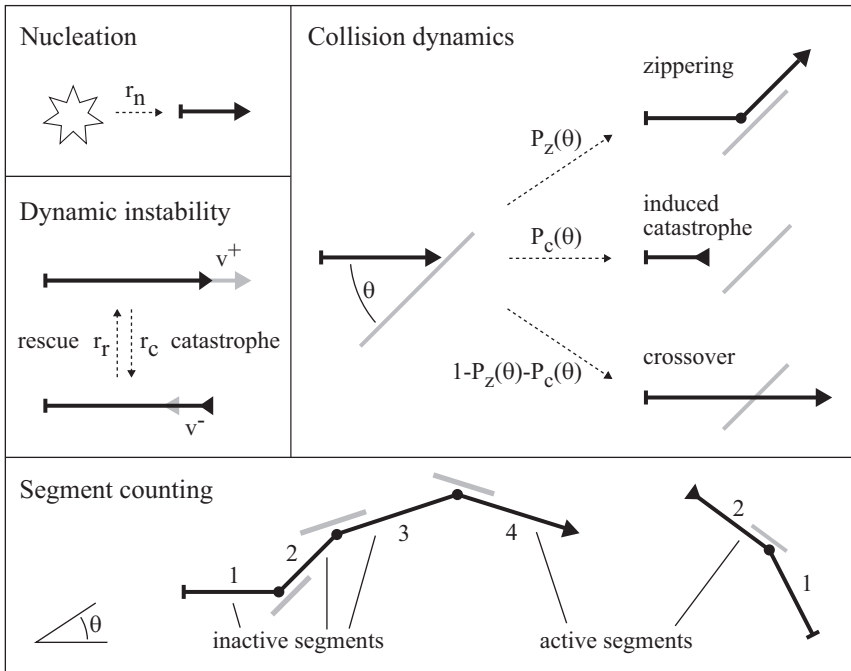 Nucleation
r_n
Dynamic instability
v^+
rescue r_r r_c catastrophe
v^-
Collision dynamics
θ
P_z(θ)
P_c(θ)
1-P_z(θ)-P_c(θ)
zippering
induced
catastrophe
crossover
Segment counting
θ
1
2
3
4
2
1
inactive segments
active segments